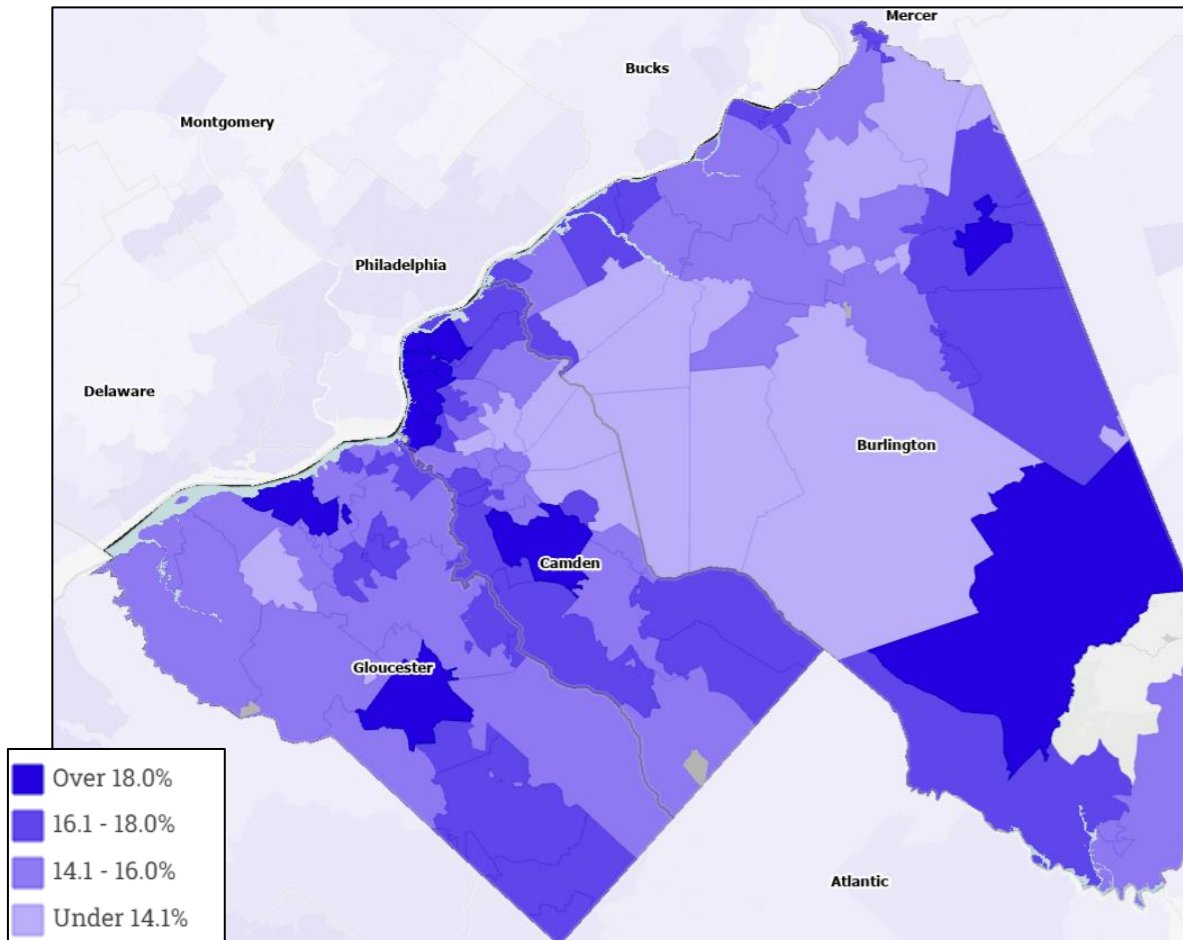 Mercer
Bucks
Montgomery
Philadelphia
Delaware
Burlington
Camden
Gloucester
Atlantic
Over 18.0%
16.1 - 18.0%
14.1 - 16.0%
Under 14.1%